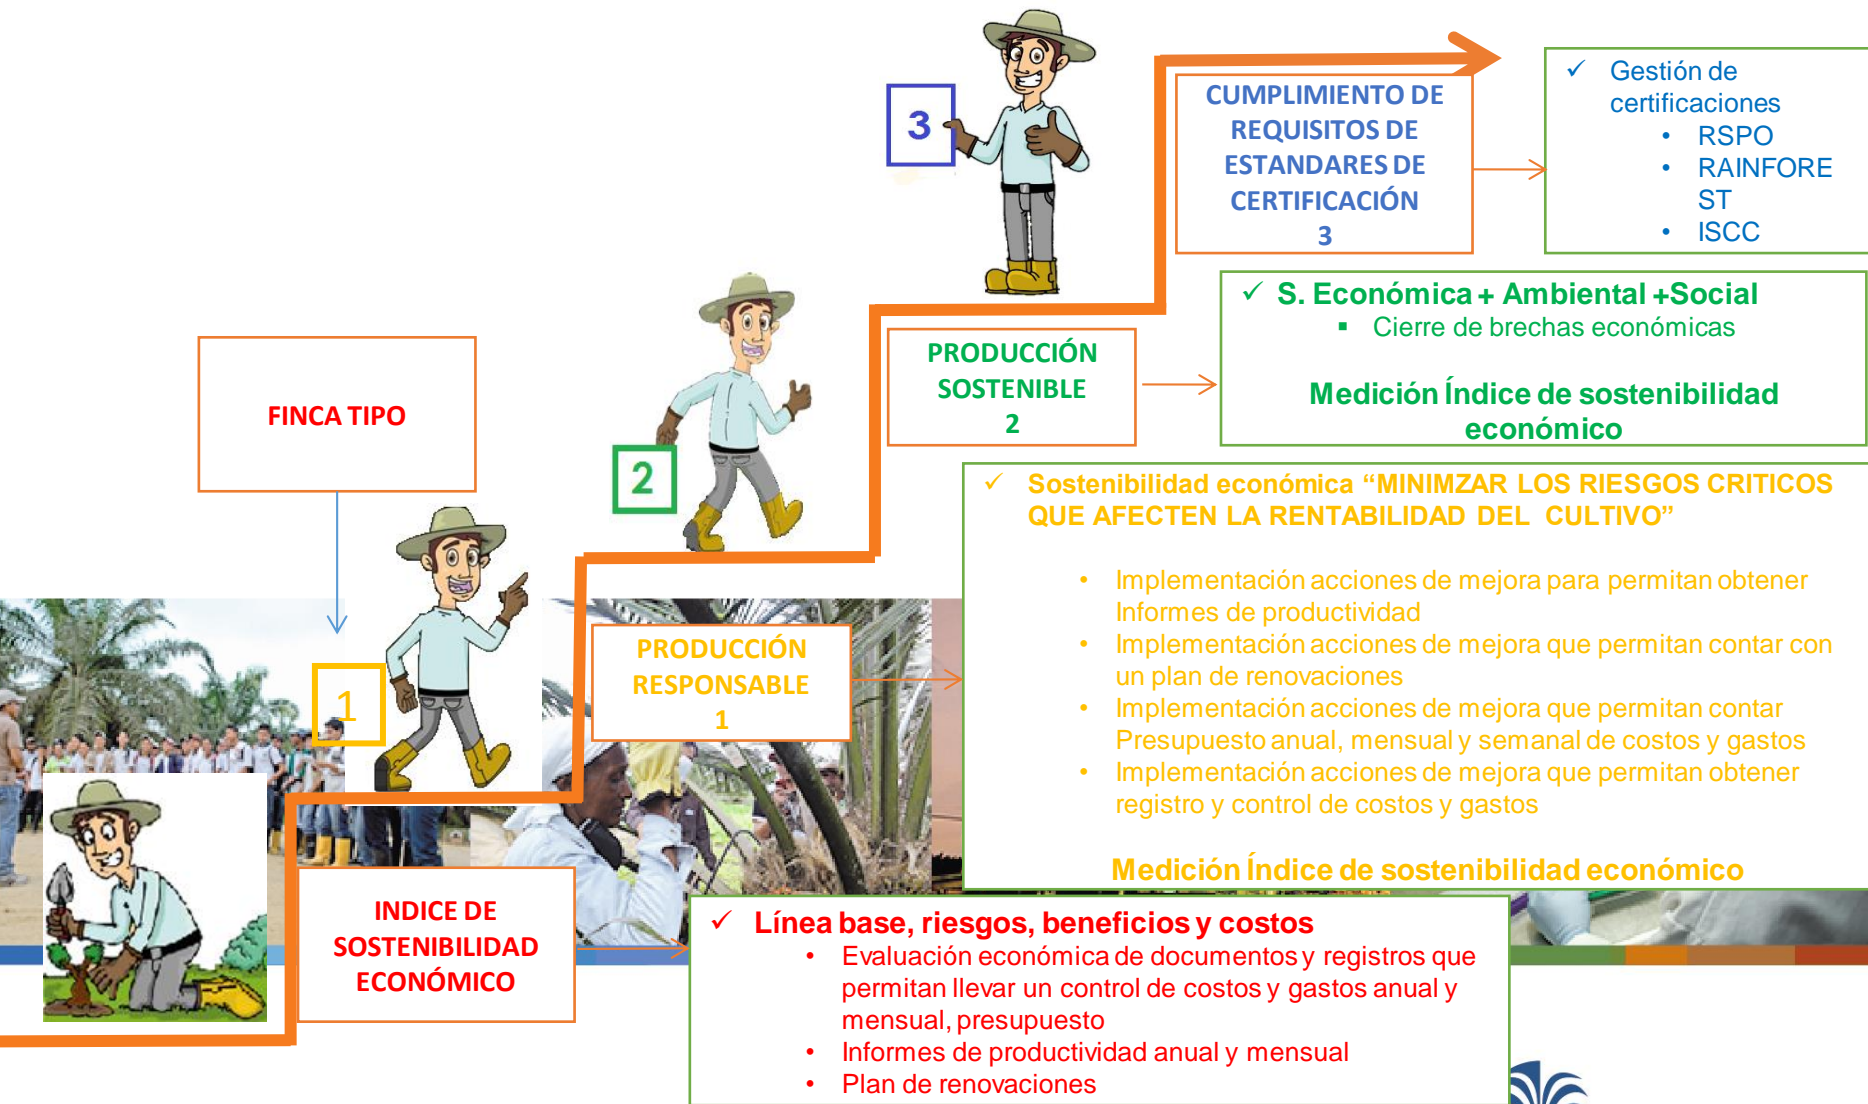 3
CUMPLIMIENTO DE
REQUISITOS DE
ESTANDARES DE
CERTIFICACIÓN
3
✓ Gestión de
certificaciones
• RSPO
• RAINFORE
ST
• ISCC
2
PRODUCCIÓN
SOSTENIBLE
2
✓ S. Económica + Ambiental +Social
▪ Cierre de brechas económicas
Medición Índice de sostenibilidad
económico
FINCA TIPO
1
PRODUCCIÓN
RESPONSABLE
1
✓ Sostenibilidad económica “MINIMZAR LOS RIESGOS CRITICOS
QUE AFECTEN LA RENTABILIDAD DEL CULTIVO”
• Implementación acciones de mejora para permitan obtener
Informes de productividad
• Implementación acciones de mejora que permitan contar con
un plan de renovaciones
• Implementación acciones de mejora que permitan contar
Presupuesto anual, mensual y semanal de costos y gastos
• Implementación acciones de mejora que permitan obtener
registro y control de costos y gastos
Medición Índice de sostenibilidad económico
INDICE DE
SOSTENIBILIDAD
ECONÓMICO
✓ Línea base, riesgos, beneficios y costos
• Evaluación económica de documentos y registros que
permitan llevar un control de costos y gastos anual y
mensual, presupuesto
• Informes de productividad anual y mensual
• Plan de renovaciones